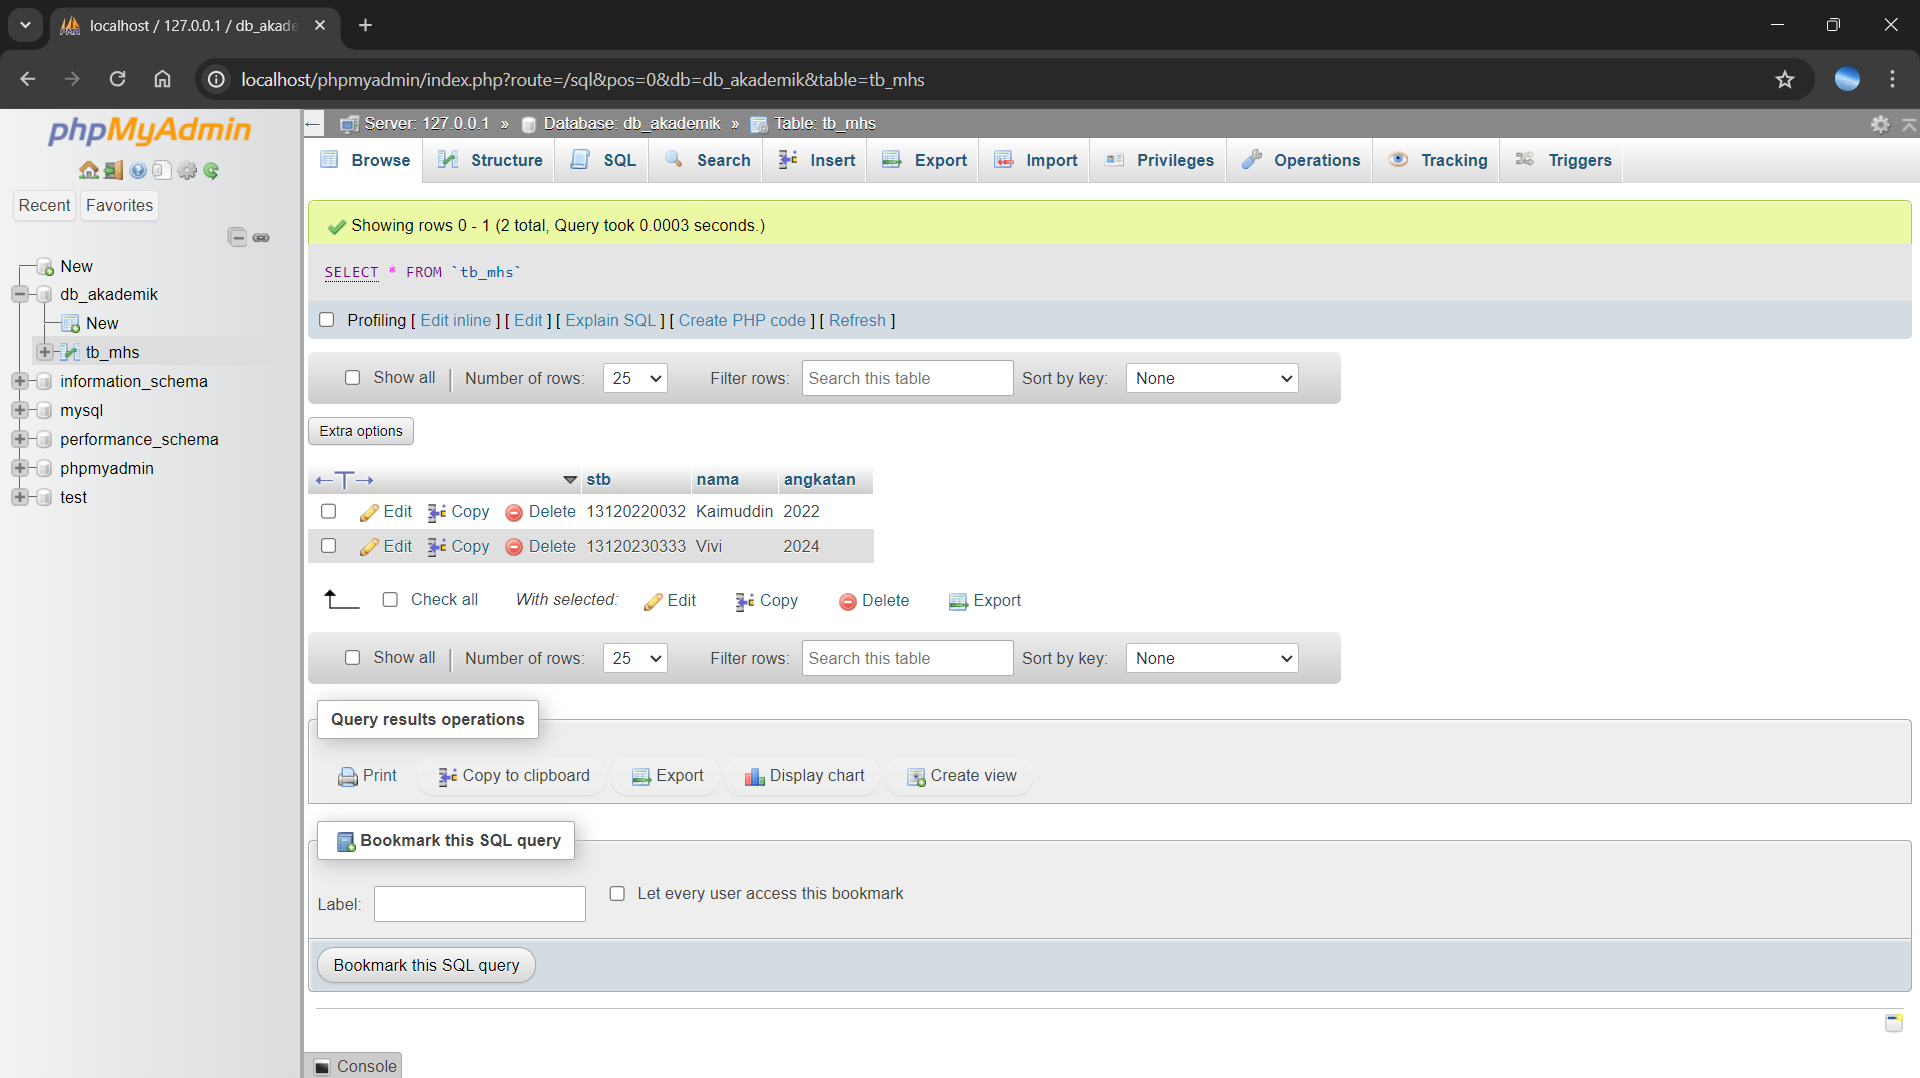 localhost / 127.0.0.1 / db_akade
localhost/phpmyadmin/index.php?route=/sql&pos=0&db=db_akademik&table=tb_mhs
phpMyAdmin
Recent Favorites
New
db_akademik
New
tb_mhs
information_schema
mysql
performance_schema
phpmyadmin
test
Server: 127.0.0.1 » Database: db_akademik » Table: tb_mhs
Browse Structure SQL Search Insert Export Import Privileges Operations Tracking Triggers
Showing rows 0 - 1 (2 total, Query took 0.0003 seconds.)
SELECT * FROM `tb_mhs`
Profiling [ Edit inline ] [ Edit ] [ Explain SQL ] [ Create PHP code ] [ Refresh ]
Show all | Number of rows: 25 Filter rows: Search this table Sort by key: None
Extra options
←T→ stb nama angkatan
Edit Copy Delete 13120220032 Kaimuddin 2022
Edit Copy Delete 13120230333 Vivi 2024
Check all With selected: Edit Copy Delete Export
Show all | Number of rows: 25 Filter rows: Search this table Sort by key: None
Query results operations
Print Copy to clipboard Export Display chart Create view
Bookmark this SQL query
Label: Let every user access this bookmark
Bookmark this SQL query
Console